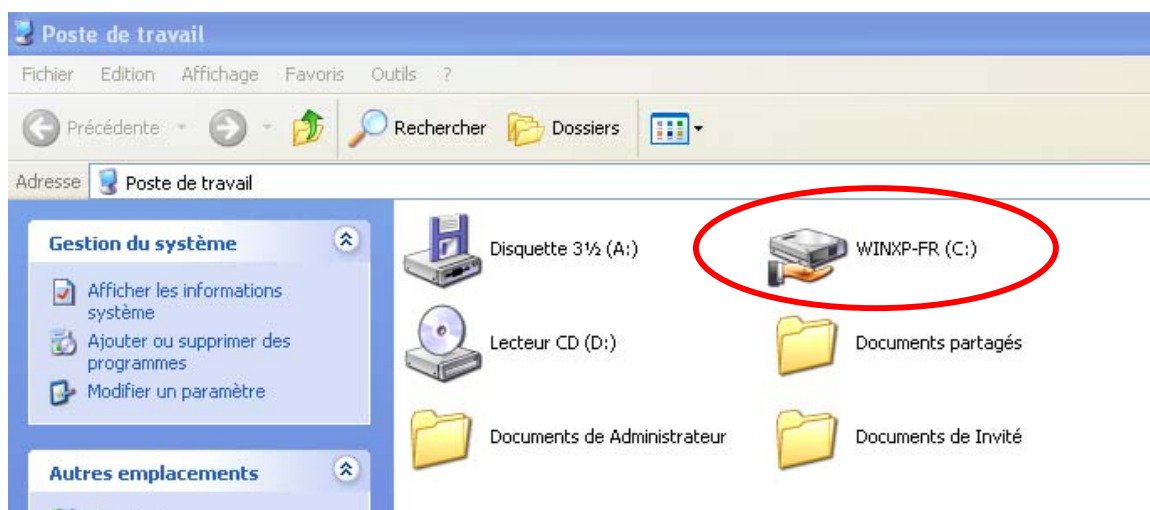 Poste de travail
Fichier Edition Affichage Favoris Outils ?
Précédente Rechercher Dossiers
Adresse Poste de travail
Gestion du système
Afficher les informations
système
Ajouter ou supprimer des
programmes
Modifier un paramètre
Autres emplacements
Disquette 3½ (A:)
WINXP-FR (C:)
Lecteur CD (D:)
Documents partagés
Documents de Administrateur
Documents de Invité